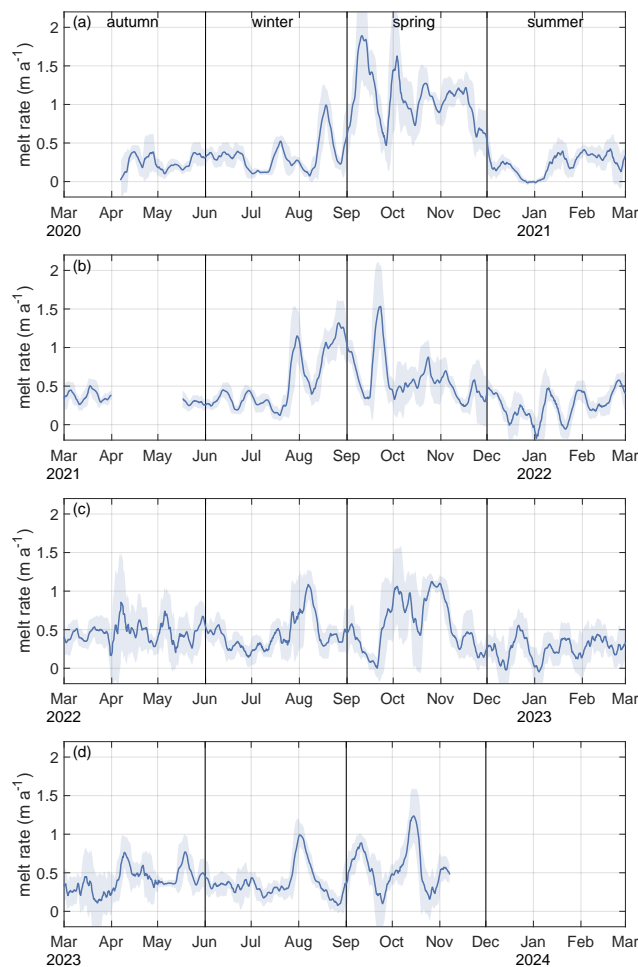 (a) autumn winter spring summer
2
1.5
1
0.5
0
melt rate (m a⁻¹)
Mar Apr May Jun Jul Aug Sep Oct Nov Dec Jan Feb Mar
2020 2021
(b)
2
1.5
1
0.5
0
melt rate (m a⁻¹)
Mar Apr May Jun Jul Aug Sep Oct Nov Dec Jan Feb Mar
2021 2022
(c)
2
1.5
1
0.5
0
melt rate (m a⁻¹)
Mar Apr May Jun Jul Aug Sep Oct Nov Dec Jan Feb Mar
2022 2023
(d)
2
1.5
1
0.5
0
melt rate (m a⁻¹)
Mar Apr May Jun Jul Aug Sep Oct Nov Dec Jan Feb Mar
2023 2024